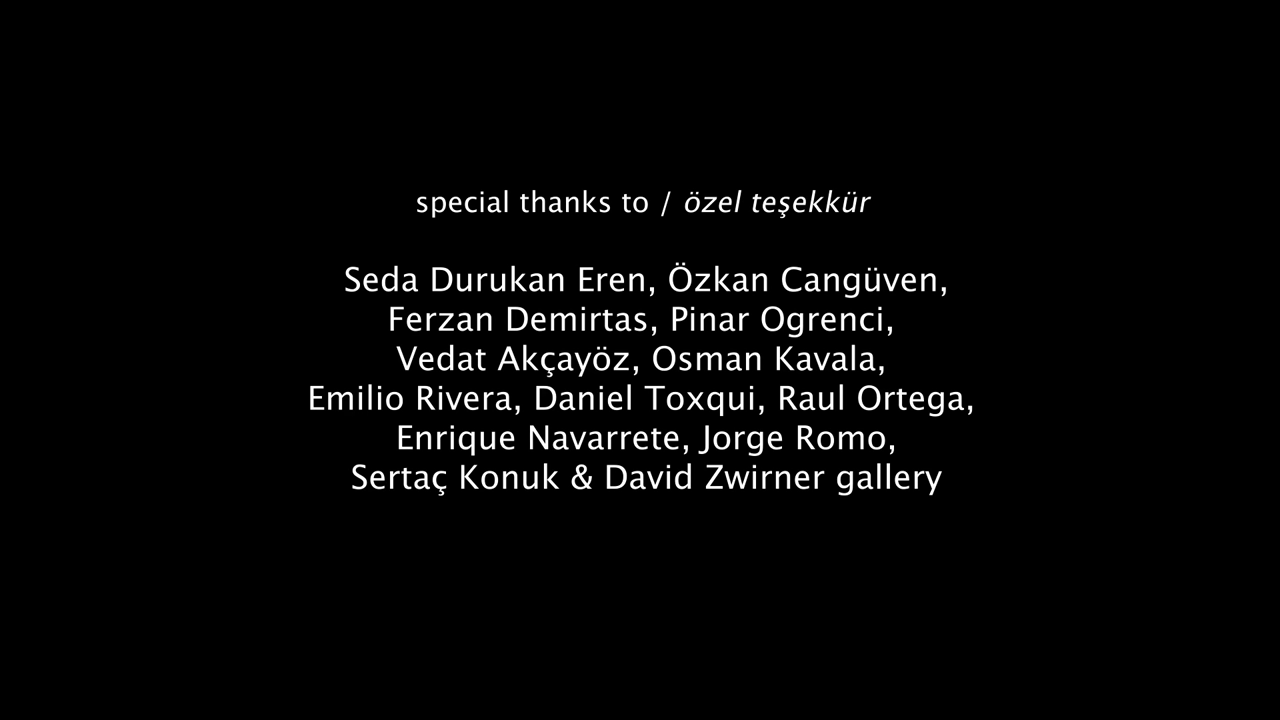 special thanks to / özel teşekkür
Seda Durukan Eren, Özkan Cangüven,
Ferzan Demirtas, Pinar Ogrenci,
Vedat Akçayöz, Osman Kavala,
Emilio Rivera, Daniel Toxqui, Raul Ortega,
Enrique Navarrete, Jorge Romo,
Sertaç Konuk & David Zwirner gallery